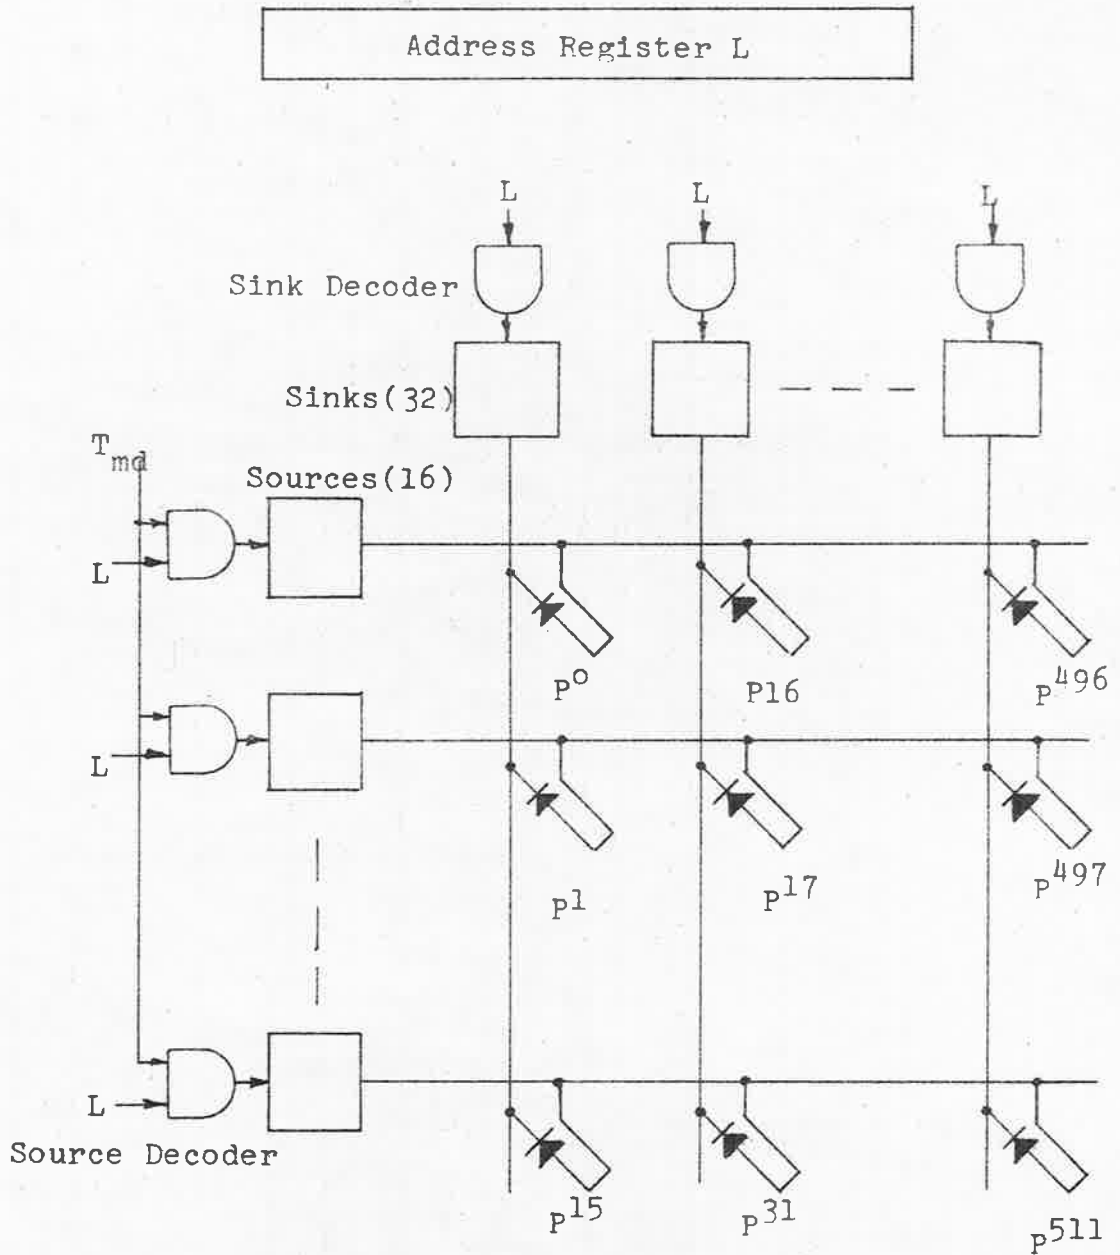 Address Register L
L L L
Sink Decoder
Sinks(32)
T_md
Sources(16)
L
P⁰ P16 P⁴⁹⁶
L
P¹ P¹⁷ P⁴⁹⁷
L
Source Decoder
P¹⁵ P³¹ P⁵¹¹